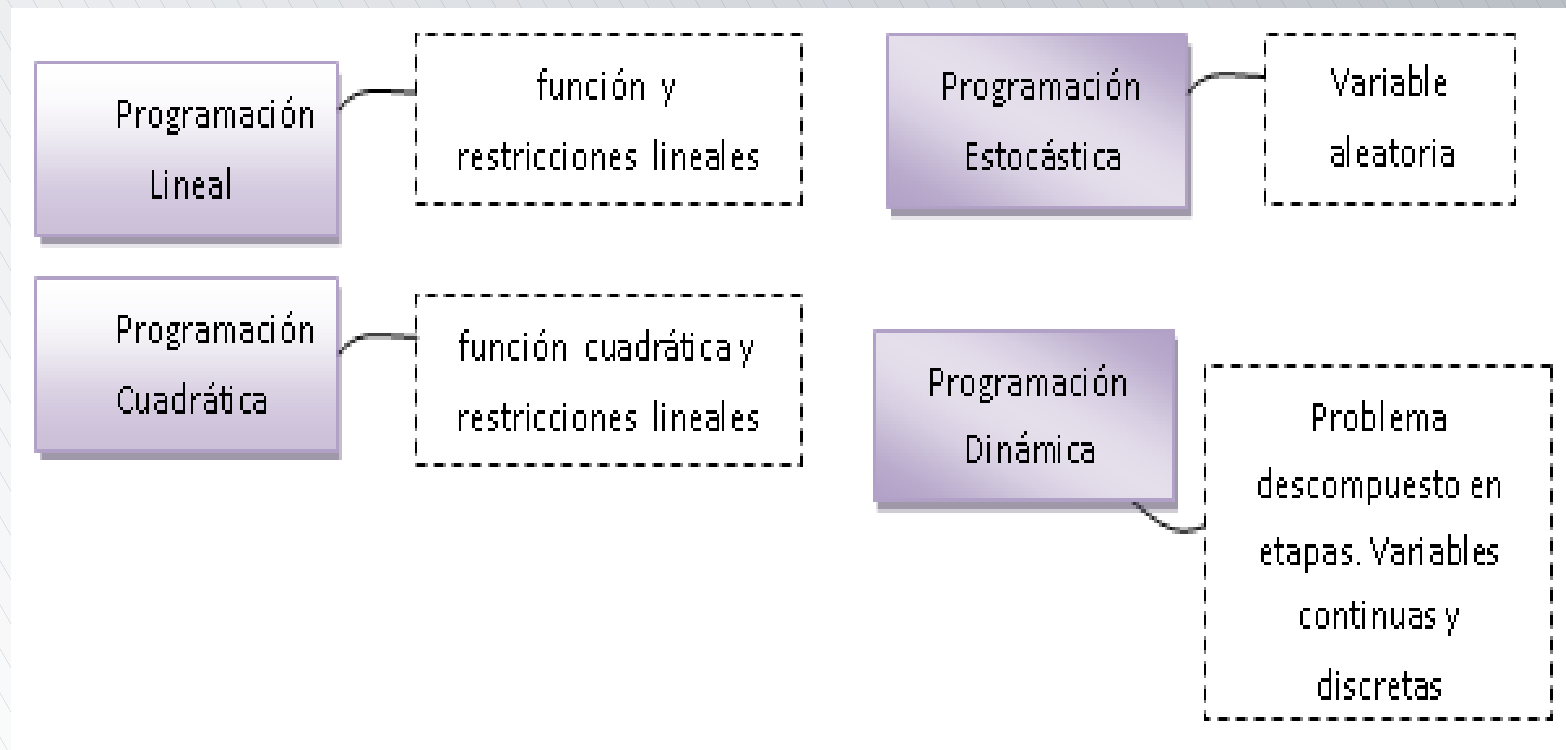 Programación
Lineal
función y
restricciones lineales
Programación
Cuadrática
función cuadrática y
restricciones lineales
Programación
Estocástica
Variable
aleatoria
Programación
Dinámica
Problema
descompuesto en
etapas. Variables
continuas y
discretas